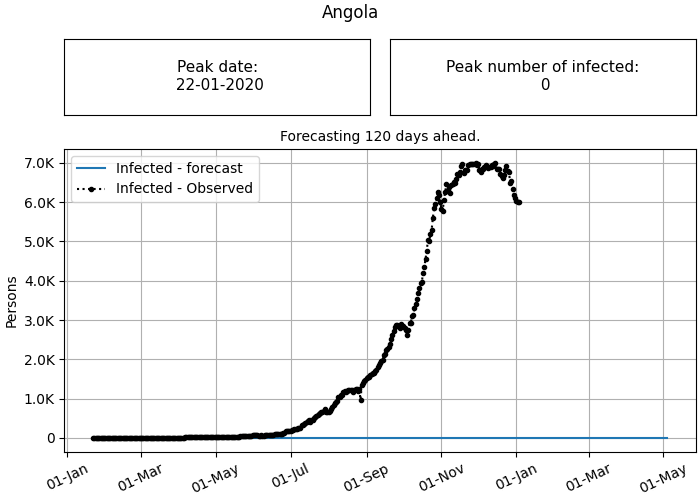 Angola
Peak date:
22-01-2020
Peak number of infected:
0
Forecasting 120 days ahead.
Infected - forecast
Infected - Observed
7.0K
6.0K
5.0K
4.0K
3.0K
2.0K
1.0K
0
Persons
01-Jan
01-Mar
01-May
01-Jul
01-Sep
01-Nov
01-Jan
01-Mar
01-May